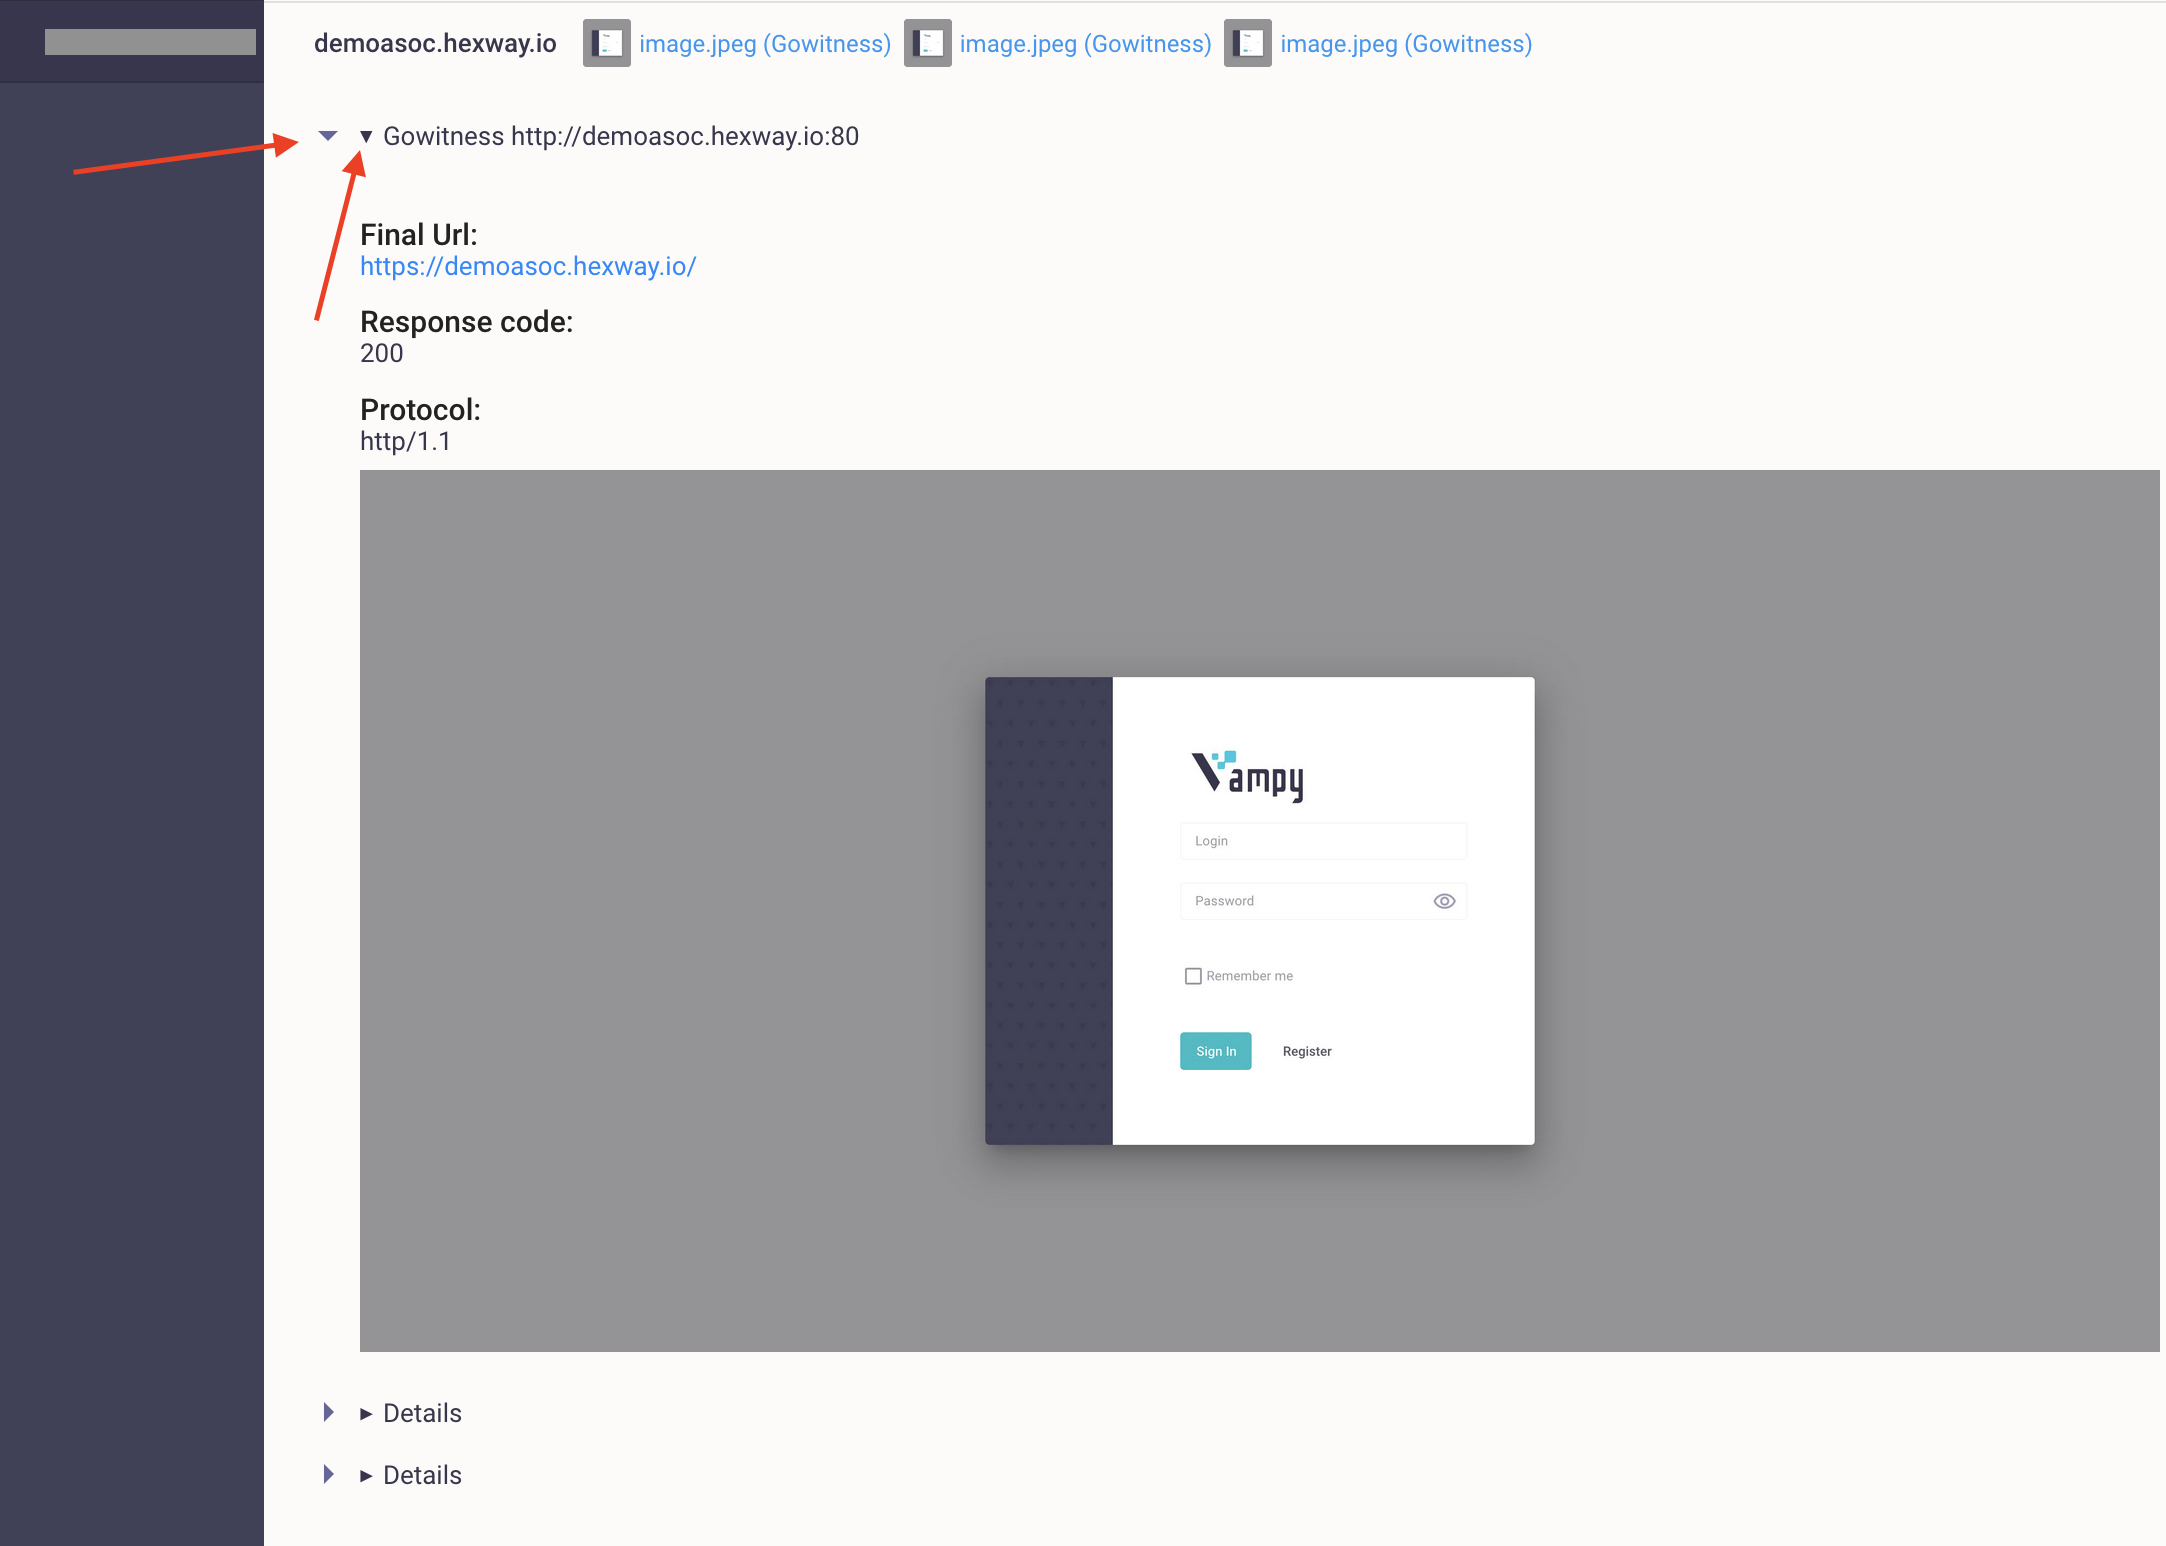 demoasoc.hexway.io image.jpeg (Gowitness) image.jpeg (Gowitness) image.jpeg (Gowitness)
Gowitness http://demoasoc.hexway.io:80
Final Url:
https://demoasoc.hexway.io/
Response code:
200
Protocol:
http/1.1
Vampy
Login
Password
Remember me
Sign In Register
Details
Details